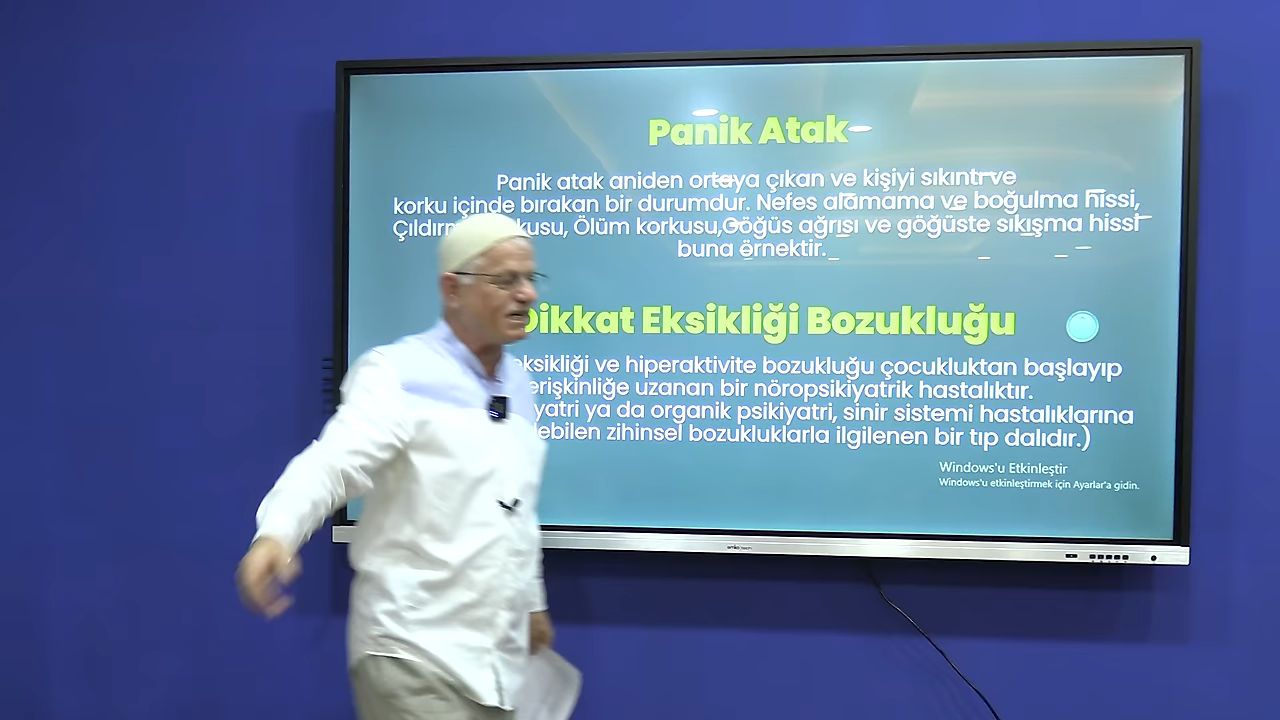 Panik Atak
Panik atak aniden ortaya çıkan ve kişiyi sıkıntı ve
korku içinde bırakan bir durumdur. Nefes alamama ve boğulma hissi,
kusu, Ölüm korkusu,Göğüs ağrısı ve göğüste sıkışma hissi
buna örnektir.
Dikkat Eksikliği Bozukluğu
eksikliği ve hiperaktivite bozukluğu çocukluktan başlayıp
erişkinliğe uzanan bir nöropsikiyatrik hastalıktır.
yatri ya da organik psikiyatri, sinir sistemi hastalıklarına
lebilen zihinsel bozukluklarla ilgilenen bir tıp dalıdır.)
Windows'u Etkinleştir
Windows'u etkinleştirmek için Ayarlar'a gidin.